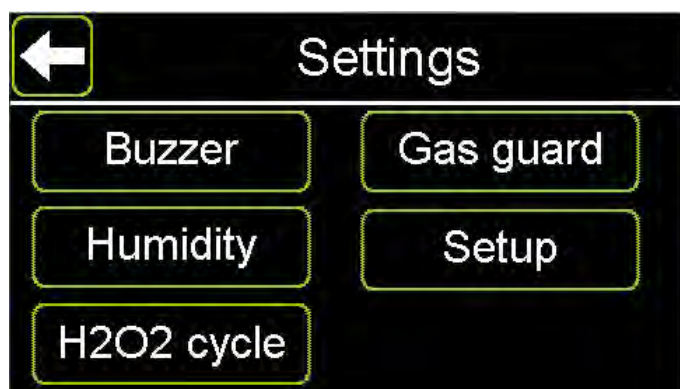 Settings
Buzzer
Gas guard
Humidity
Setup
H2O2 cycle